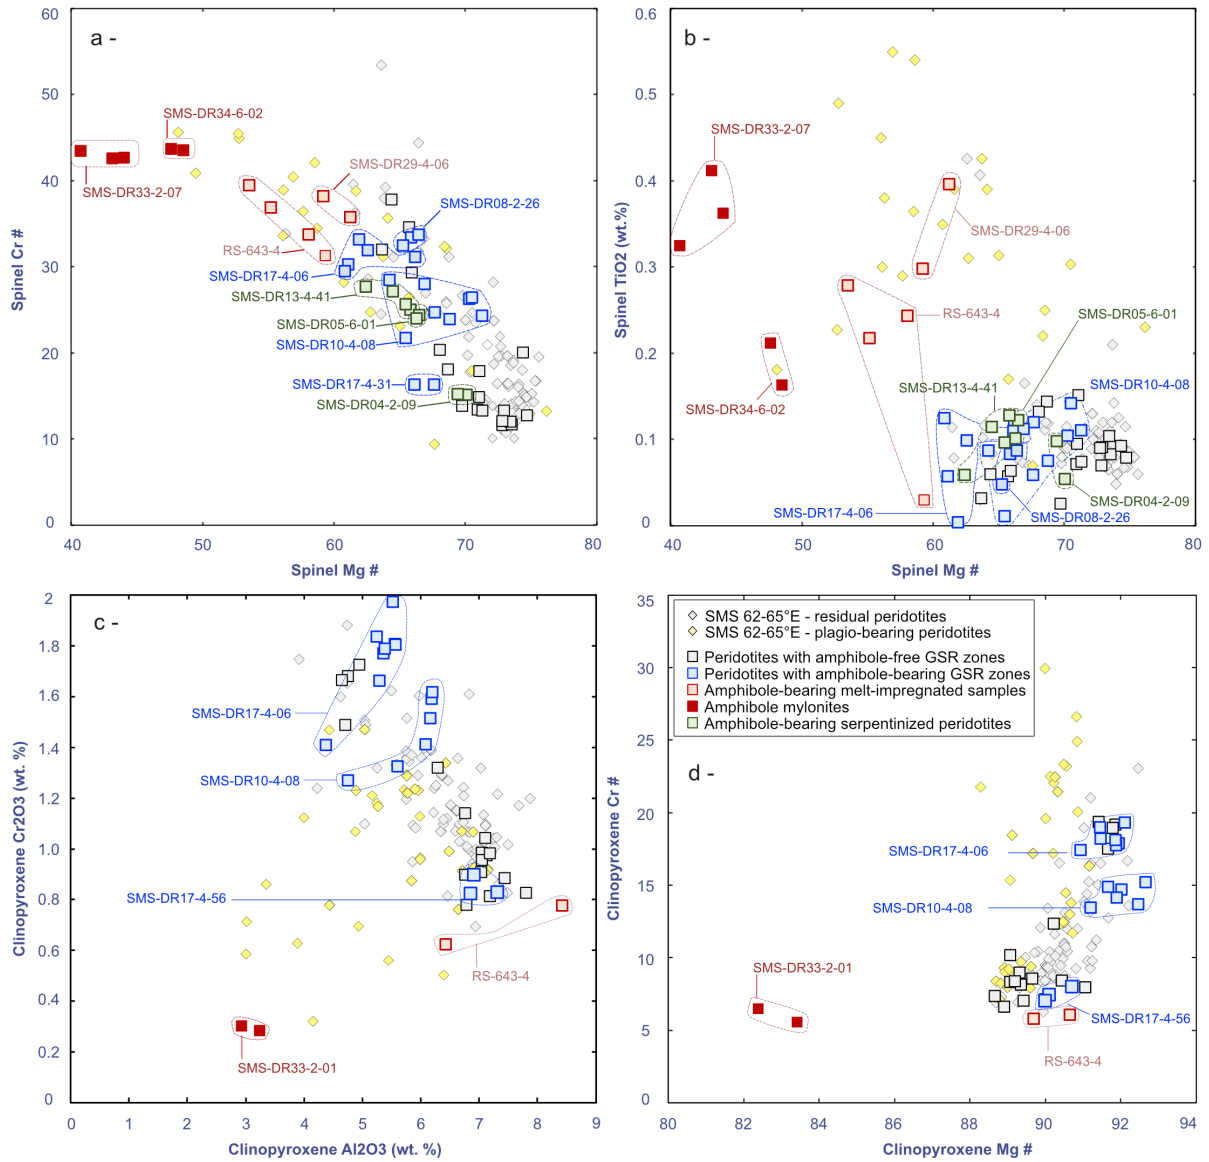 a -
60
50
40
30
20
10
0
Spinel Cr #
SMS-DR34-6-02
SMS-DR33-2-07
SMS-DR29-4-06
SMS-DR08-2-26
RS-643-4
SMS-DR17-4-06
SMS-DR13-4-41
SMS-DR05-6-01
SMS-DR10-4-08
SMS-DR17-4-31
SMS-DR04-2-09
40 50 60 70 80
Spinel Mg #
b -
0.6
0.5
0.4
0.3
0.2
0.1
0
Spinel TiO2 (wt.%)
SMS-DR33-2-07
SMS-DR29-4-06
RS-643-4
SMS-DR05-6-01
SMS-DR13-4-41
SMS-DR10-4-08
SMS-DR34-6-02
SMS-DR04-2-09
SMS-DR17-4-06
SMS-DR08-2-26
40 50 60 70 80
Spinel Mg #
c -
2
1.8
1.6
1.4
1.2
1.0
0.8
0.6
0.4
0.2
0
Clinopyroxene Cr2O3 (wt. %)
SMS-DR17-4-06
SMS-DR10-4-08
SMS-DR17-4-56
RS-643-4
SMS-DR33-2-01
0 1 2 3 4 5 6 7 8 9
Clinopyroxene Al2O3 (wt. %)
35
30
25
20
15
10
5
0
Clinopyroxene Cr #
SMS 62-65°E - residual peridotites
SMS 62-65°E - plagio-bearing peridotites
Peridotites with amphibole-free GSR zones
Peridotites with amphibole-bearing GSR zones
Amphibole-bearing melt-impregnated samples
Amphibole mylonites
Amphibole-bearing serpentinized peridotites
d -
SMS-DR17-4-06
SMS-DR10-4-08
SMS-DR33-2-01
SMS-DR17-4-56
RS-643-4
80 82 84 86 88 90 92 94
Clinopyroxene Mg #